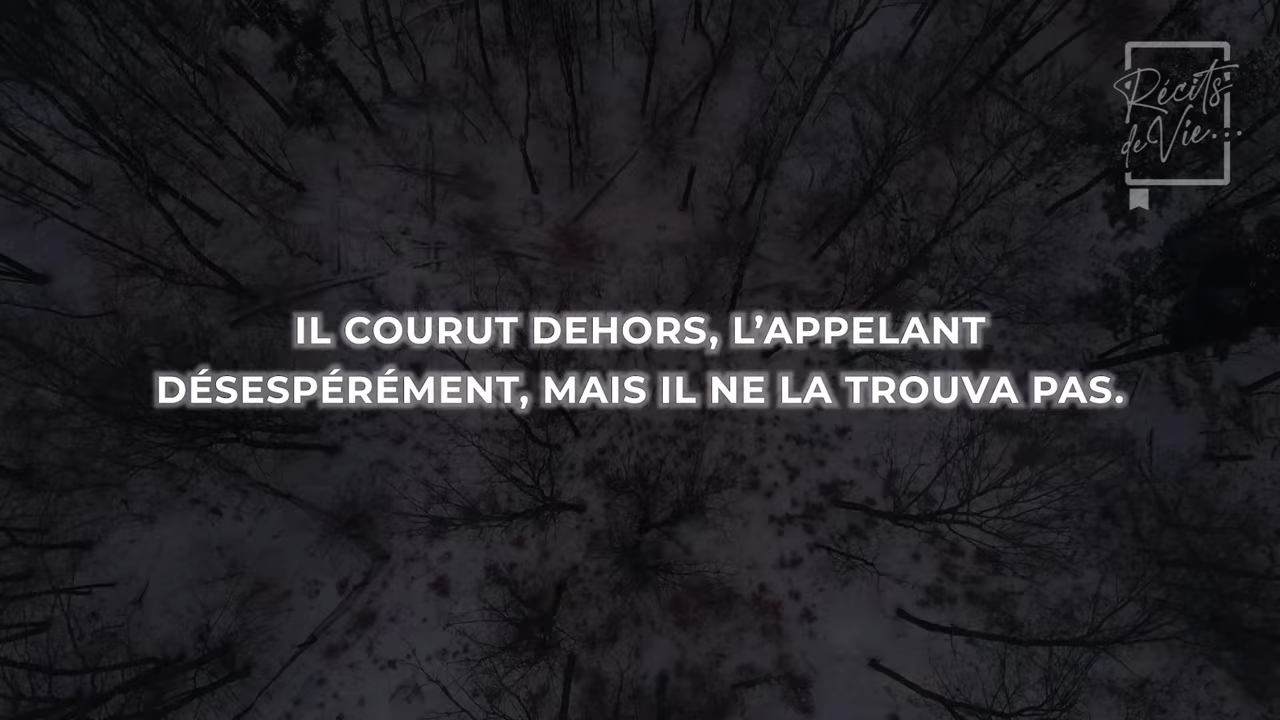 Récits
de Vie...
IL COURUT DEHORS, L’APPELANT
DÉSESPÉRÉMENT, MAIS IL NE LA TROUVA PAS.